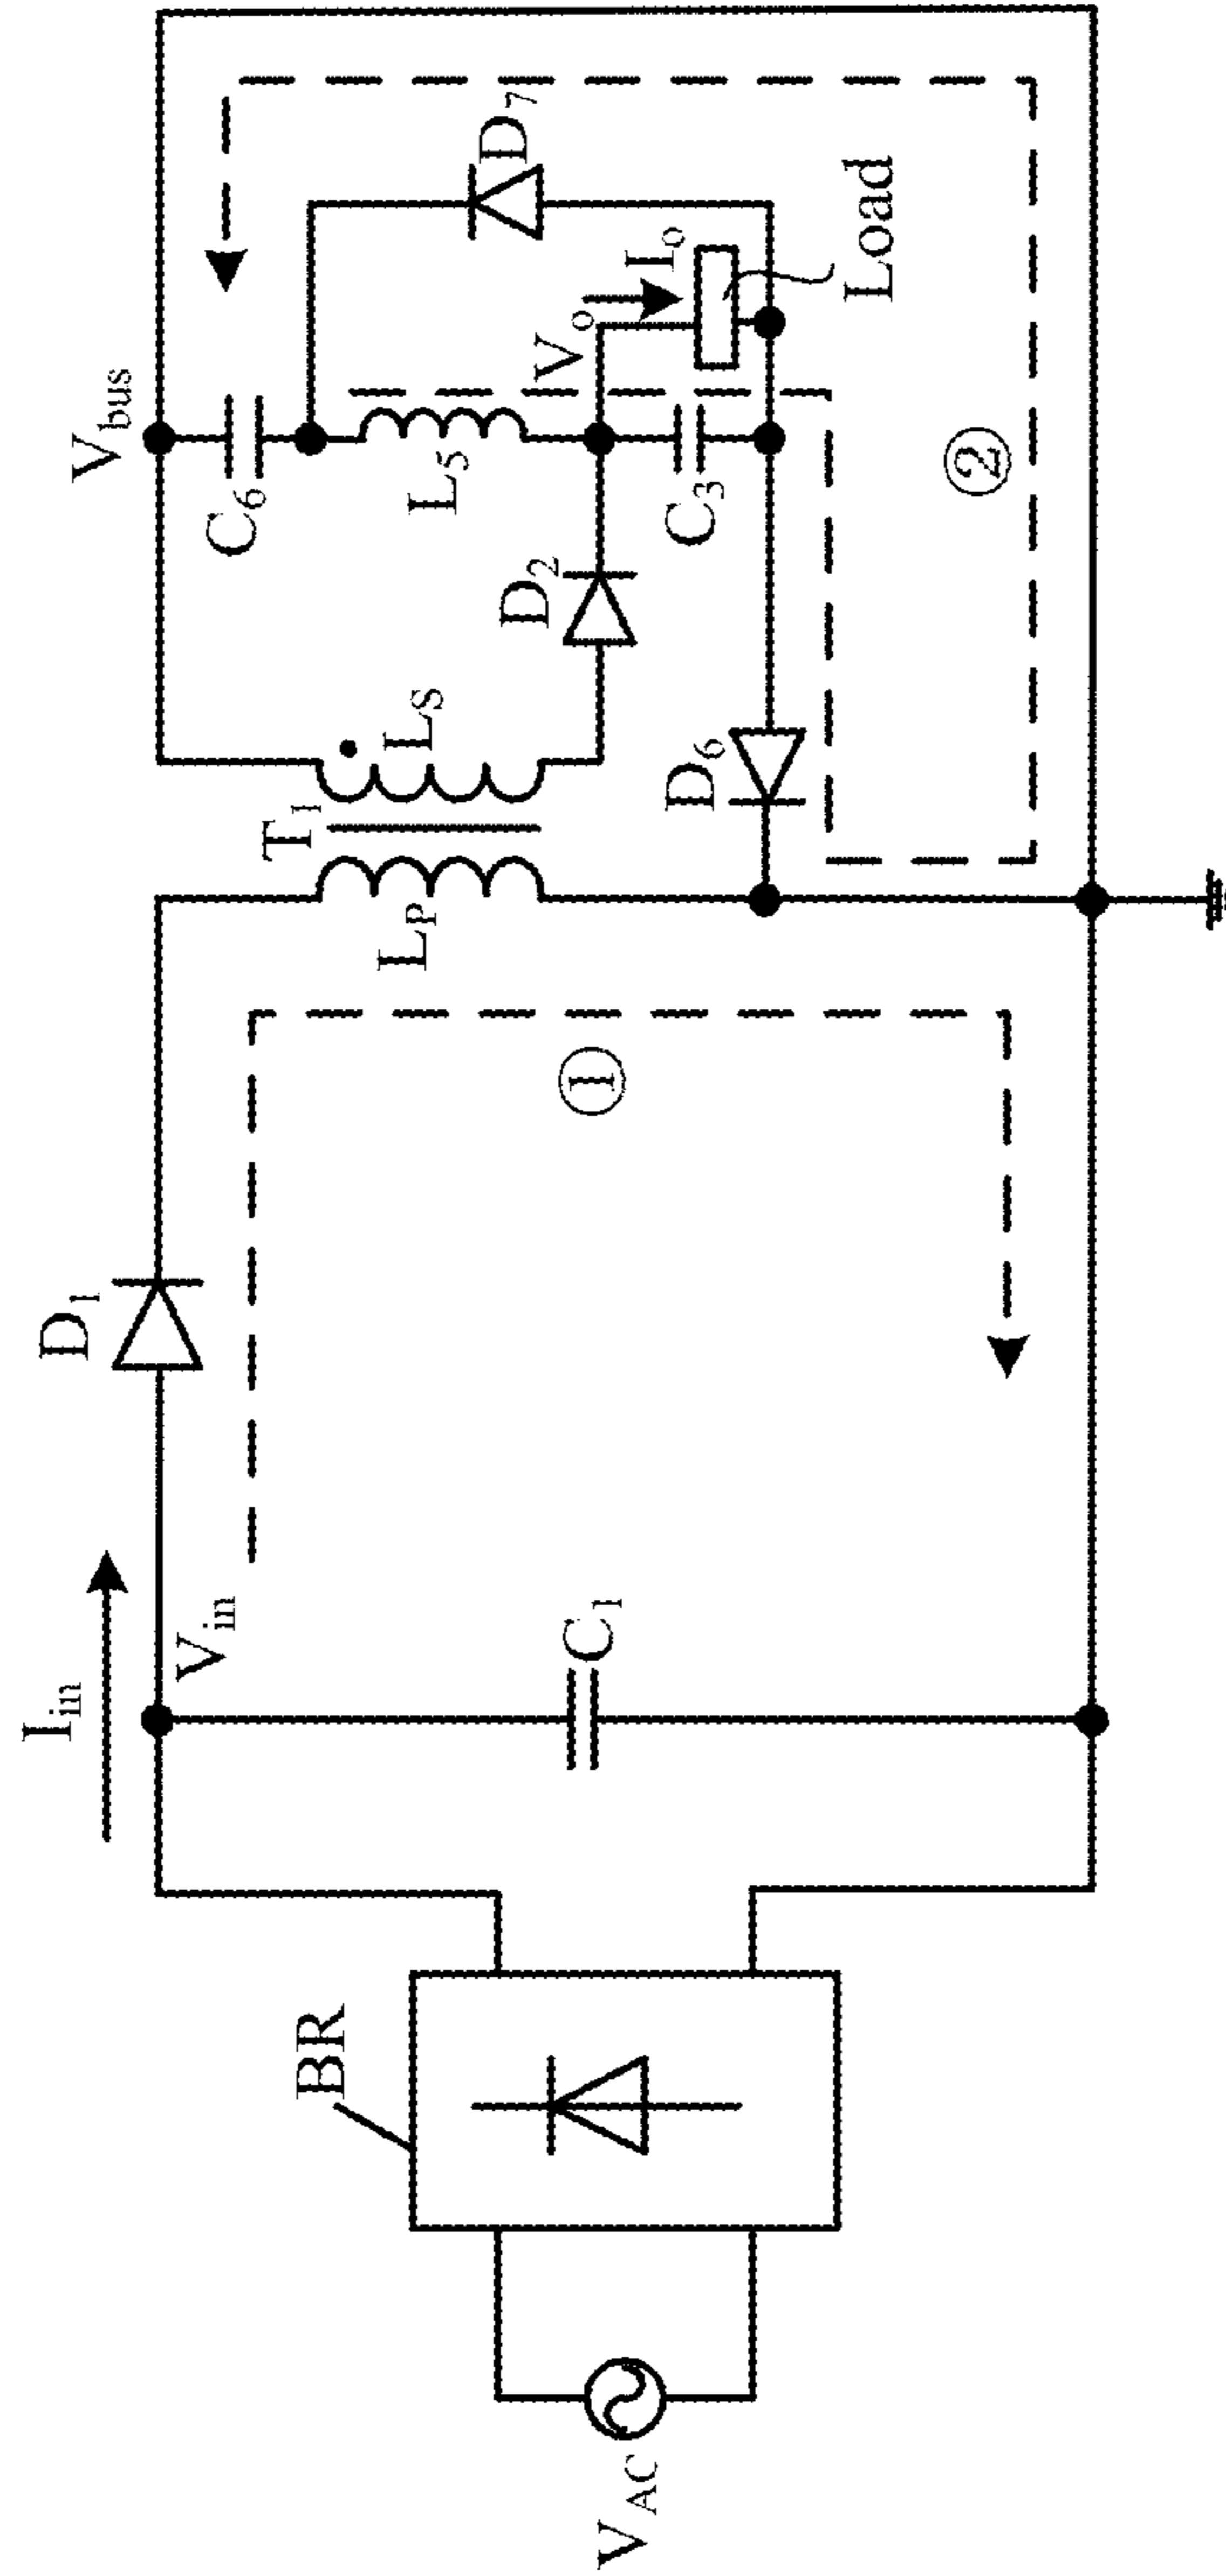 V_AC
BR
I_in
V_in
C_1
D_1
①
L_P
T_1
L_S
D_6
D_2
V_bus
C_6
L_5
C_3
V_o
I_o
D_7
Load
②